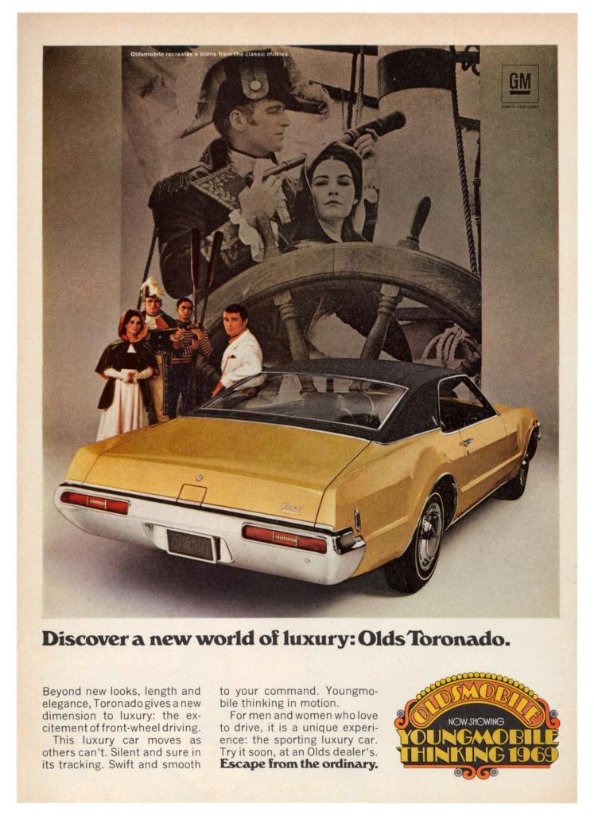 Oldsmobile recreates a scene from the classic movies
GM
Discover a new world of luxury: Olds Toronado.
Beyond new looks, length and
elegance, Toronado gives a new
dimension to luxury: the ex-
citement of front-wheel driving.
This luxury car moves as
others can't. Silent and sure in
its tracking. Swift and smooth
to your command. Youngmo-
bile thinking in motion.
For men and women who love
to drive, it is a unique experi-
ence: the sporting luxury car.
Try it soon, at an Olds dealer's.
Escape from the ordinary.
OLDSMOBILE
NOW SHOWING
YOUNGMOBILE
THINKING 1969